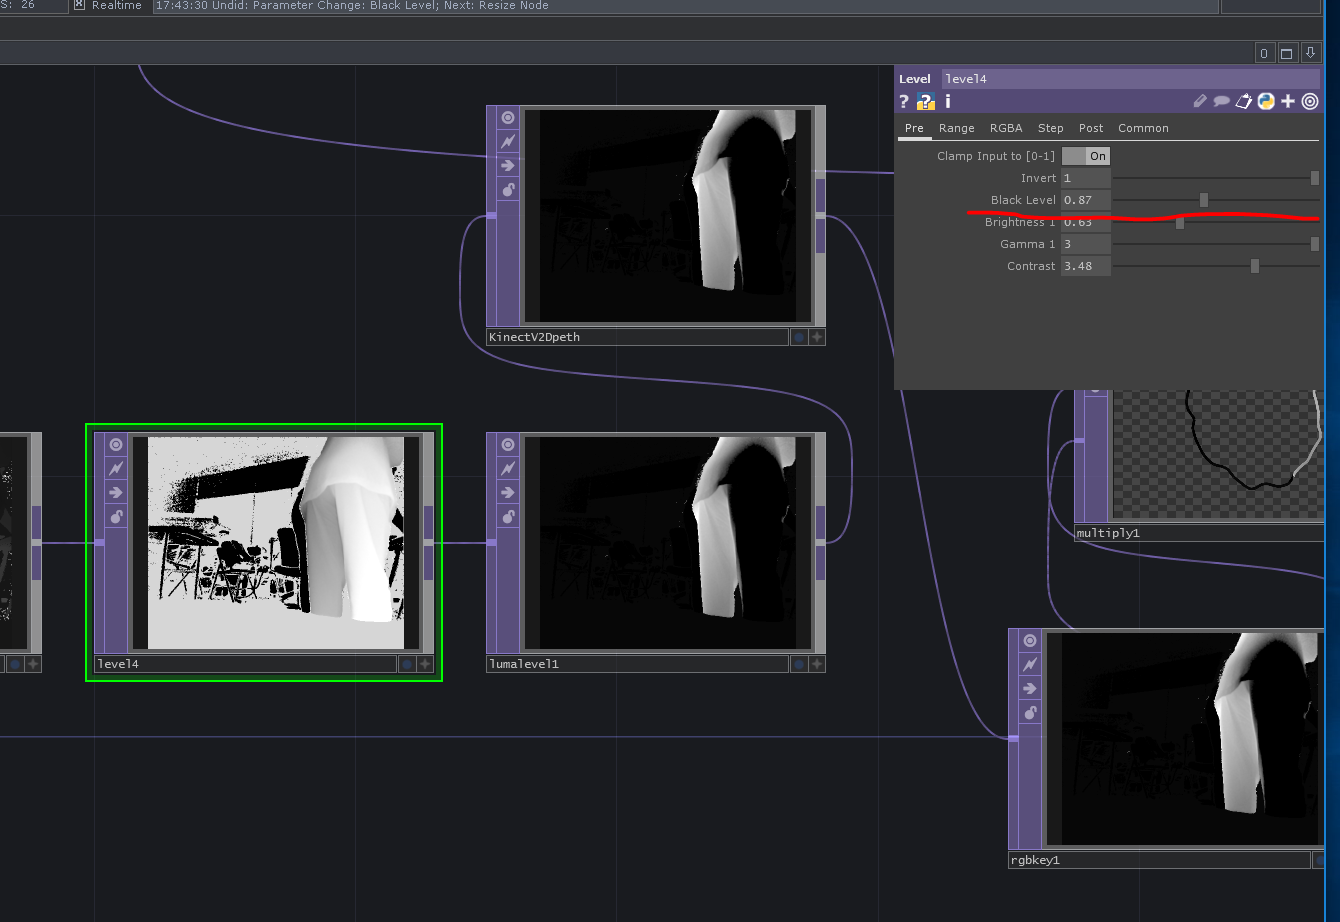 S: 26 Realtime 17:43:30 Undid: Parameter Change: Black Level; Next: Resize Node
0
Level level4
? ? i
Pre Range RGBA Step Post Common
Clamp Input to [0-1] On
Invert 1
Black Level 0.87
Brightness 1 0.63
Gamma 1 3
Contrast 3.48
KinectV2Dpeth
multiply1
level4
lumalevel1
rgbkey1